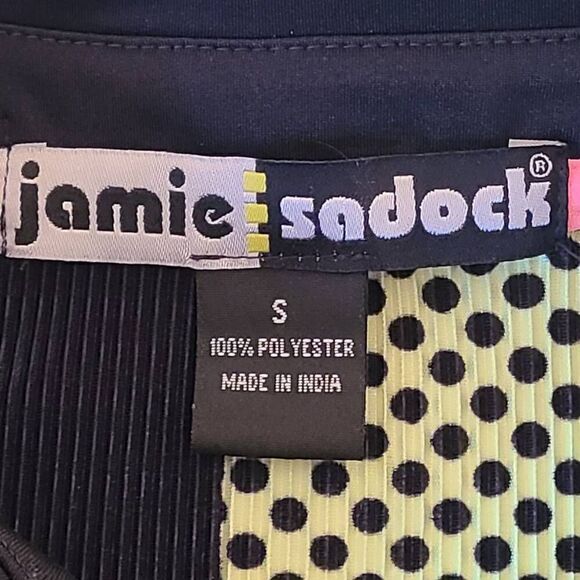 jamie sadock®
S
100% POLYESTER
MADE IN INDIA